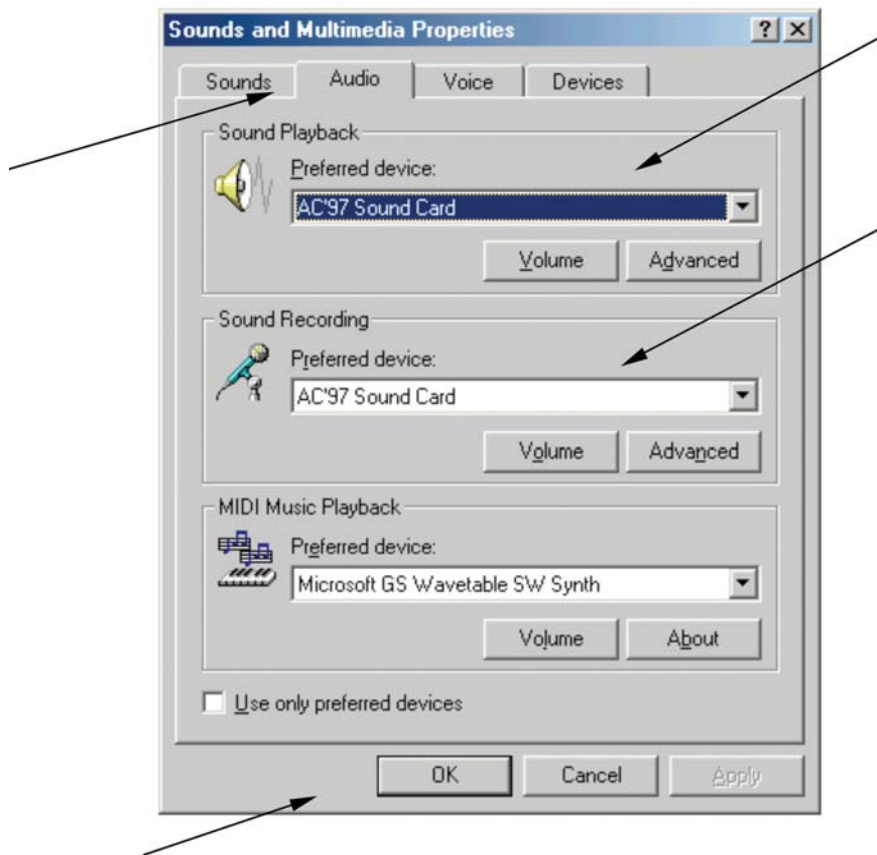 Sounds and Multimedia Properties
Sounds Audio Voice Devices
Sound Playback
Preferred device:
AC'97 Sound Card
Volume Advanced
Sound Recording
Preferred device:
AC'97 Sound Card
Volume Advanced
MIDI Music Playback
Preferred device:
Microsoft GS Wavetable SW Synth
Volume About
Use only preferred devices
OK Cancel Apply